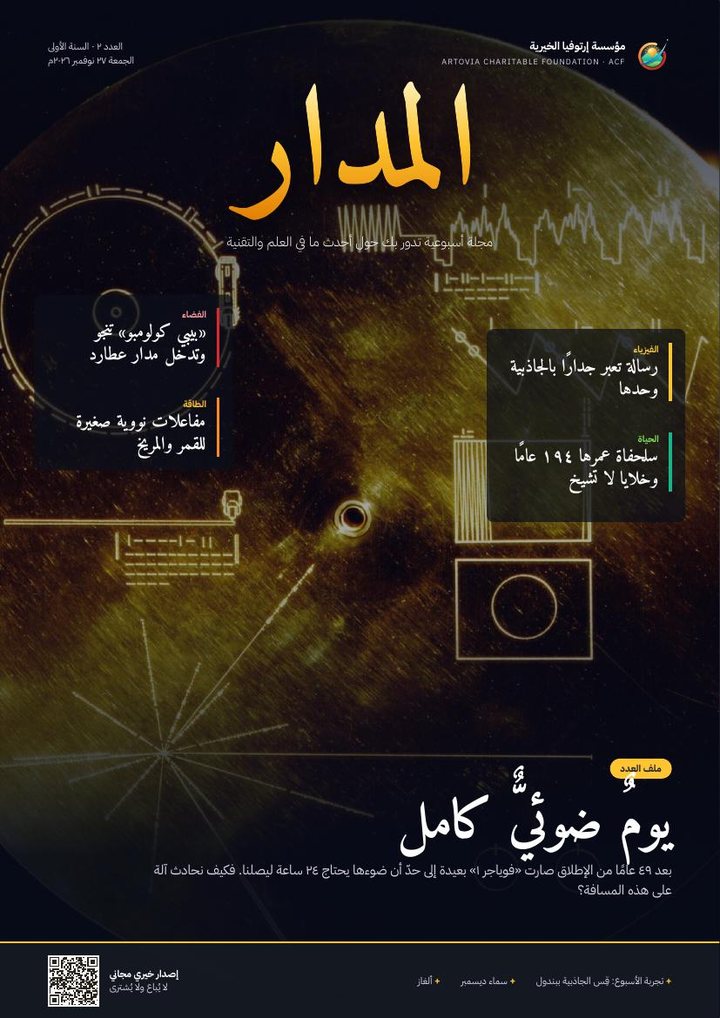 مؤسسة إرتوفيا الخيرية
ARTOVIA CHARITABLE FOUNDATION · ACF
العدد ٢ · السنة الأولى
الجمعة ٢٧ نوفمبر ٢٠٢٦م
المدار
مجلة أسبوعية تدور بك حول أحدث ما في العلم والتقنية
الفيزياء
رسالة تعبر جدارًا بالجاذبية
وحدها
الحياة
سلحفاة عمرها ١٩٤ عامًا
وخلايا لا تشيخ
الفضاء
«بيبي كولومبو» تنجو
وتدخل مدار عطارد
الطاقة
مفاعلات نووية صغيرة
للقمر والمريخ
ملف العدد
يومٌ ضوئيٌّ كامل
بعد ٤٩ عامًا من الإطلاق صارت «فوياجر ١» بعيدة إلى حدّ أن ضوءها يحتاج ٢٤ ساعة ليصلنا. فكيف نحادث آلة
على هذه المسافة؟
✦ تجربة الأسبوع: قِس الجاذبية ببندول ✦ سماء ديسمبر ✦ ألغاز
إصدار خيري مجاني
لا يُباع ولا يُشترى